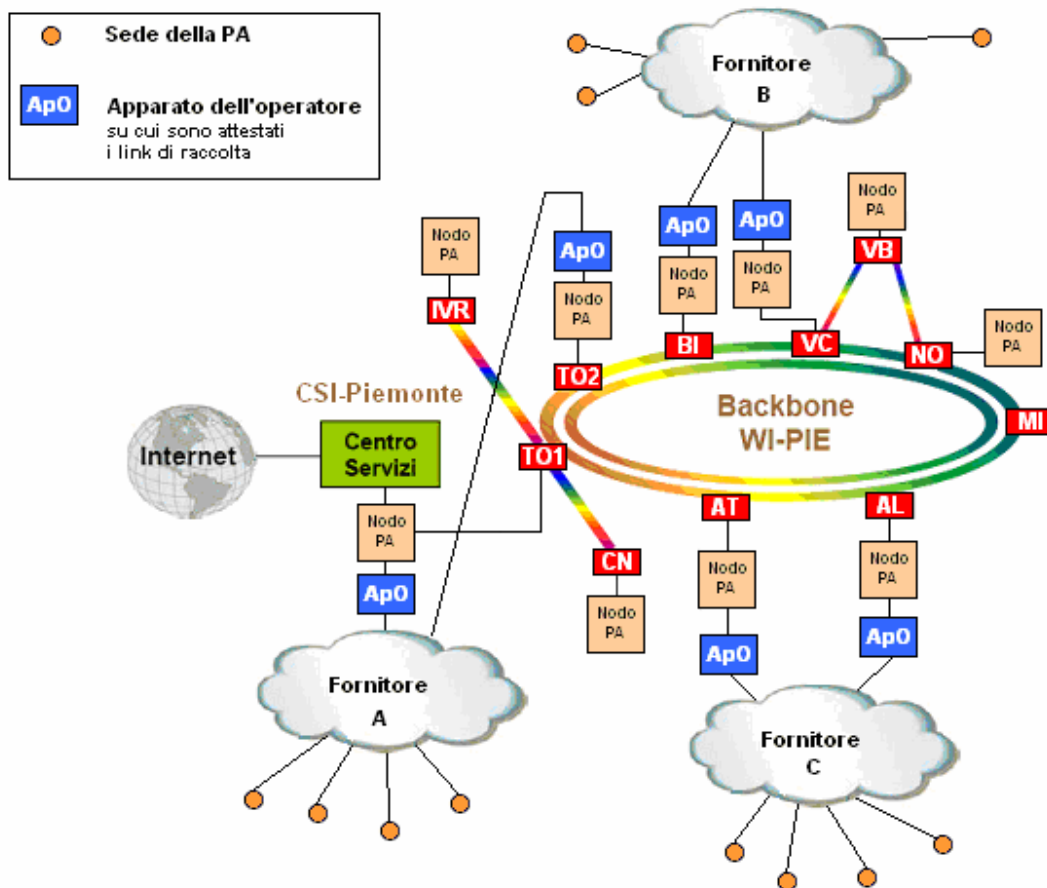 Sede della PA
ApO
Apparato dell'operatore
su cui sono attestati
i link di raccolta
Fornitore
B
Nodo
PA
VB
ApO
ApO
Nodo
PA
IVR
ApO
Nodo
PA
Nodo
PA
Nodo
PA
Nodo
PA
BI
VC
NO
TO2
CSI-Piemonte
Backbone
WI-PIE
MI
Internet
Centro
Servizi
TO1
AT
AL
Nodo
PA
CN
Nodo
PA
Nodo
PA
ApO
Nodo
PA
ApO
ApO
Fornitore
A
Fornitore
C